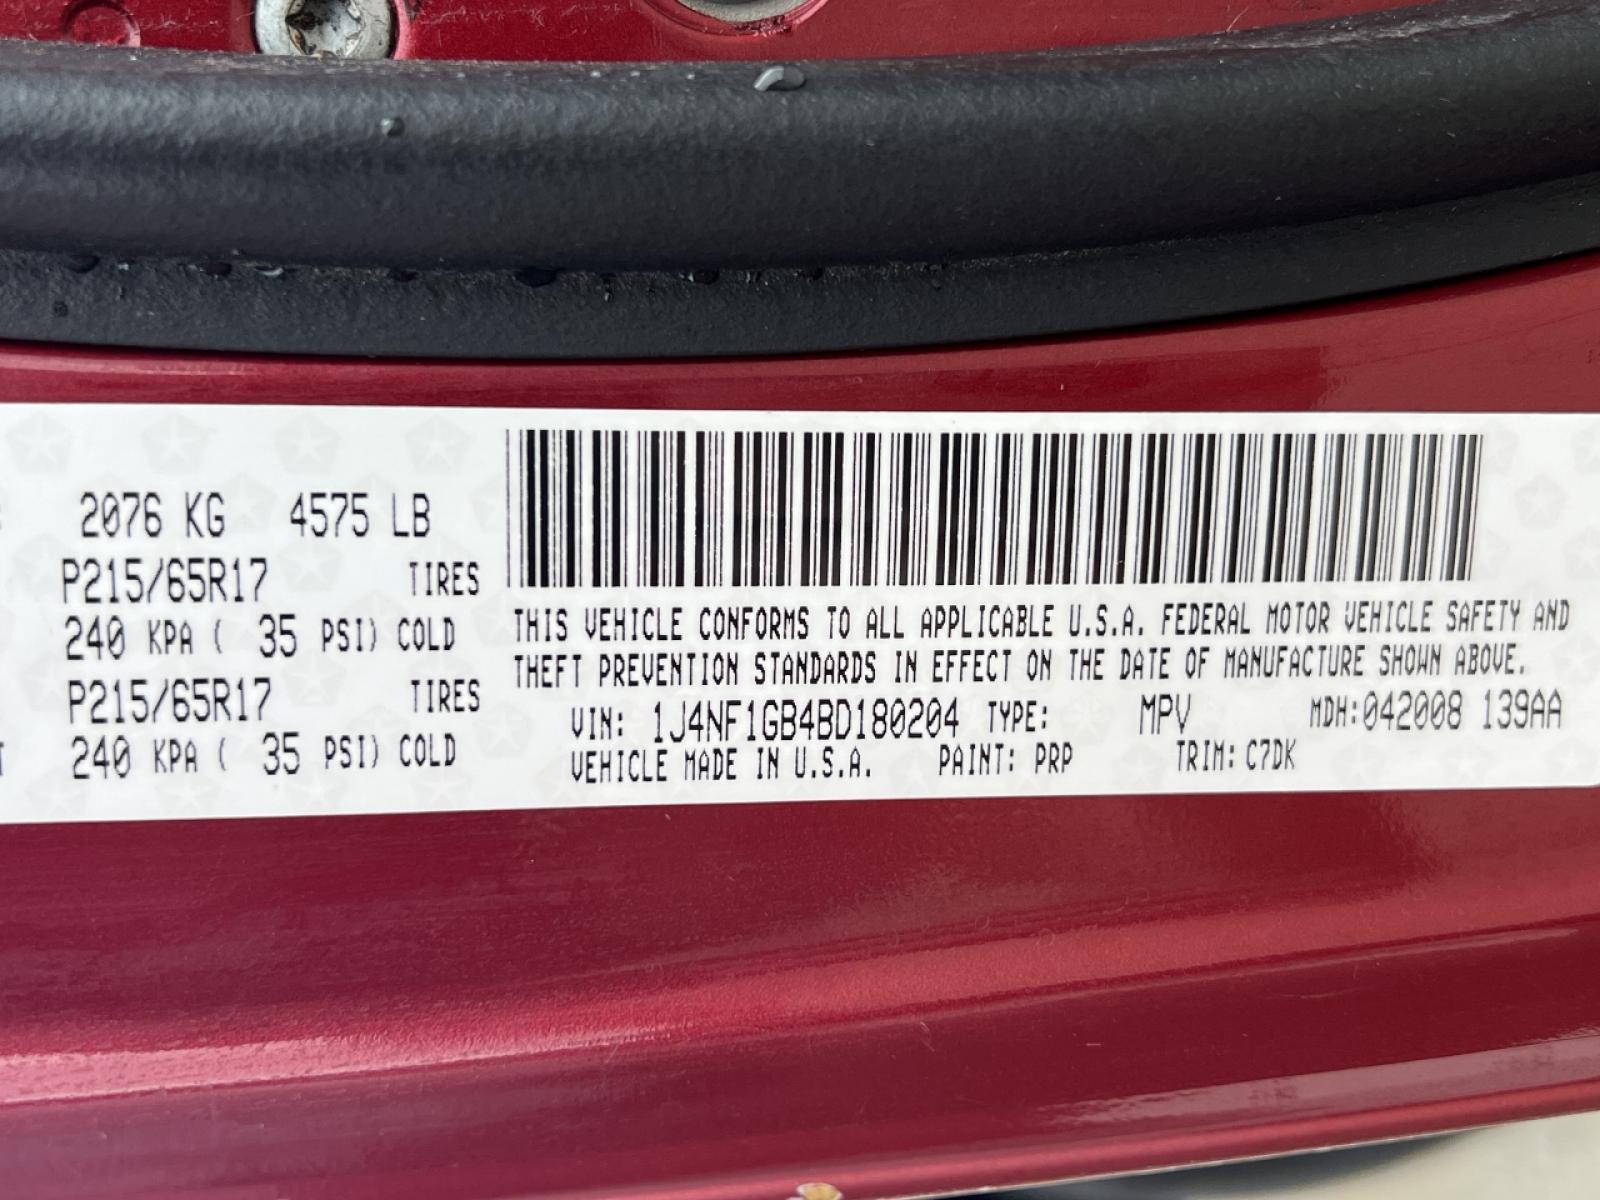 2076 KG 4575 LB
P215/65R17 TIRES
240 KPA ( 35 PSI) COLD
P215/65R17 TIRES
240 KPA ( 35 PSI) COLD
THIS VEHICLE CONFORMS TO ALL APPLICABLE U.S.A. FEDERAL MOTOR VEHICLE SAFETY AND
THEFT PREVENTION STANDARDS IN EFFECT ON THE DATE OF MANUFACTURE SHOWN ABOVE.
VIN: 1J4NF1GB4BD180204 TYPE: MPV MDH:042008 139AA
VEHICLE MADE IN U.S.A. PAINT: PRP TRIM: C7DK